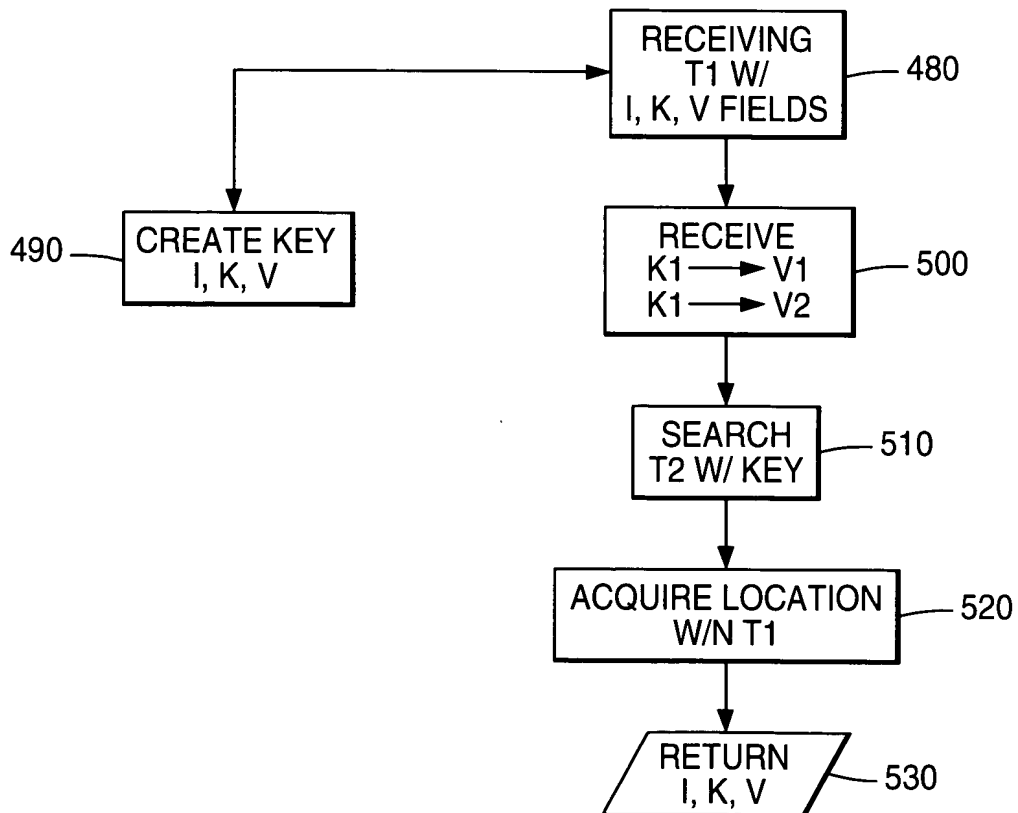 RECEIVING
T1 W/
I, K, V FIELDS
480
CREATE KEY
I, K, V
490
RECEIVE
K1 → V1
K1 → V2
500
SEARCH
T2 W/ KEY
510
ACQUIRE LOCATION
W/N T1
520
RETURN
I, K, V
530